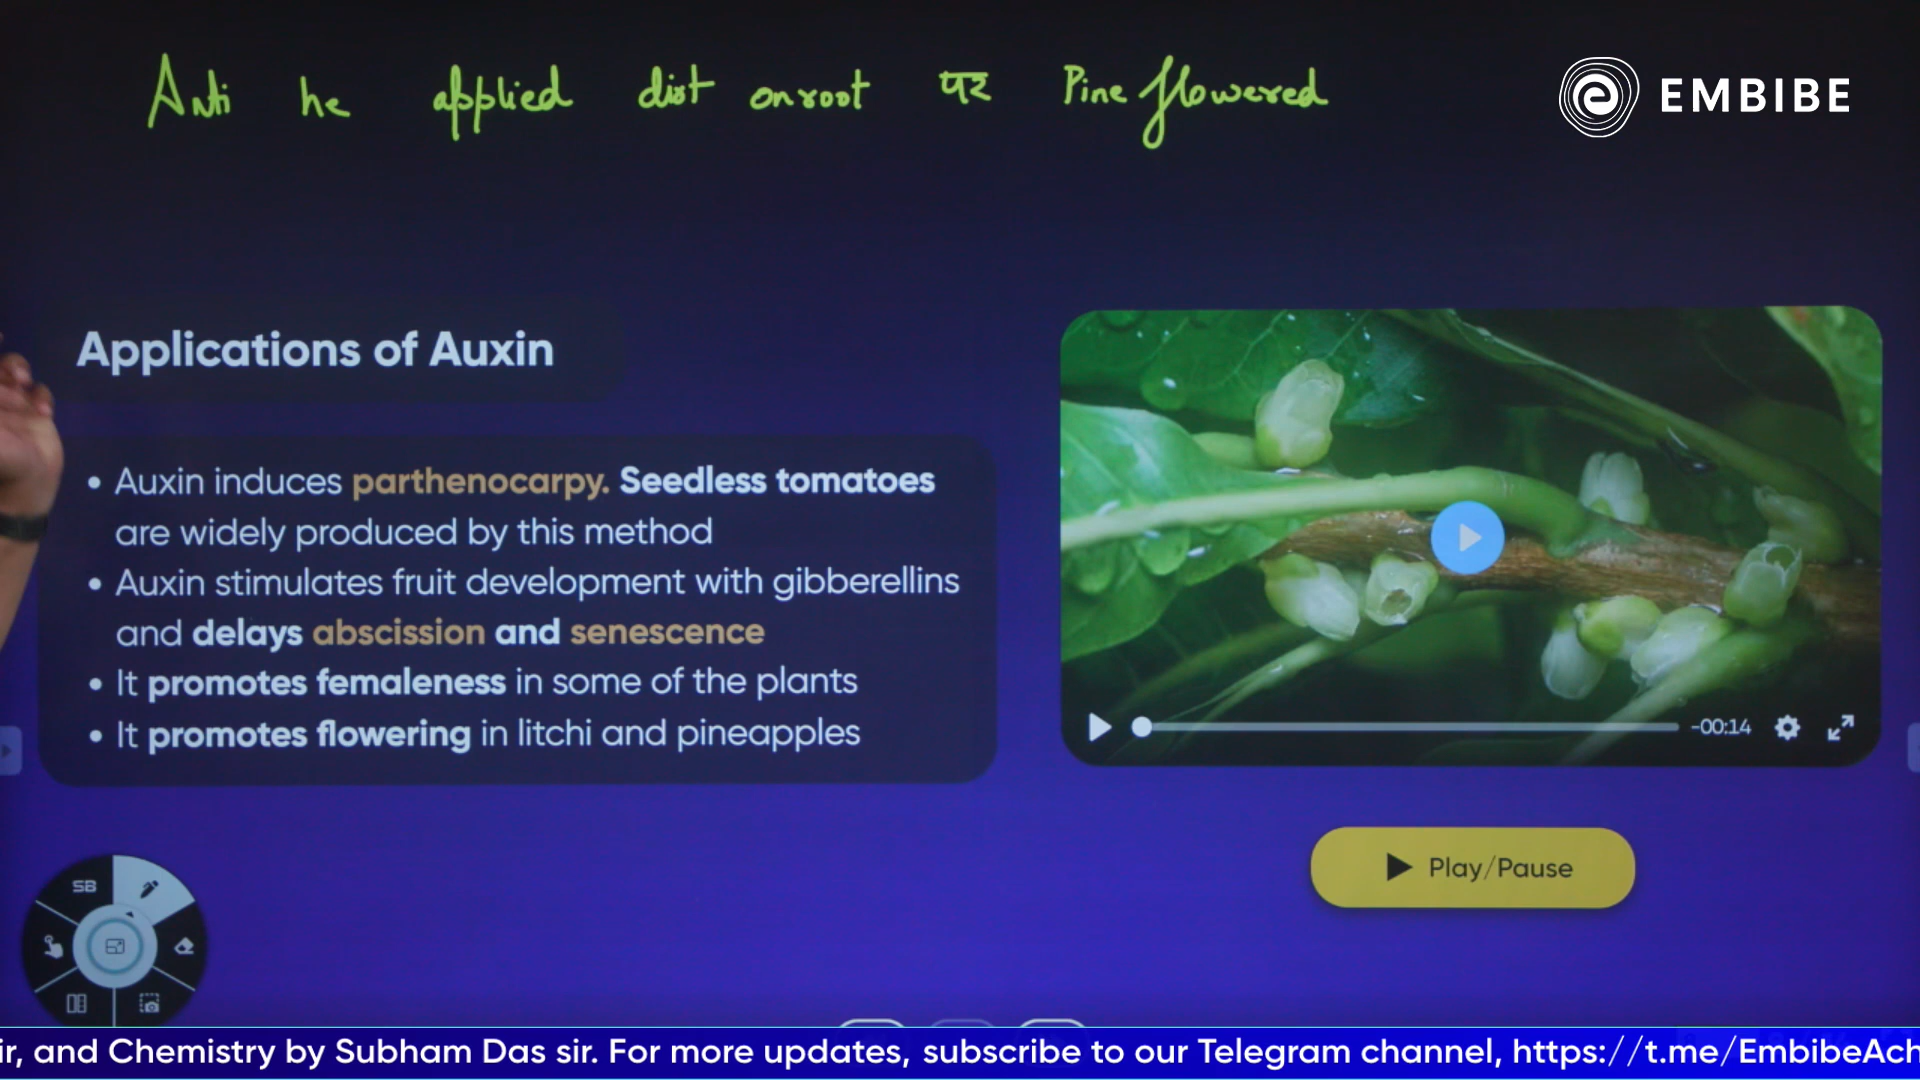 Anti he applied dist on root पर Pine flowered
EMBIBE
Applications of Auxin
• Auxin induces parthenocarpy. Seedless tomatoes
are widely produced by this method
• Auxin stimulates fruit development with gibberellins
and delays abscission and senescence
• It promotes femaleness in some of the plants
• It promotes flowering in litchi and pineapples
-00:14
Play/Pause
SB
ir, and Chemistry by Subham Das sir. For more updates, subscribe to our Telegram channel, https://t.me/EmbibeAch